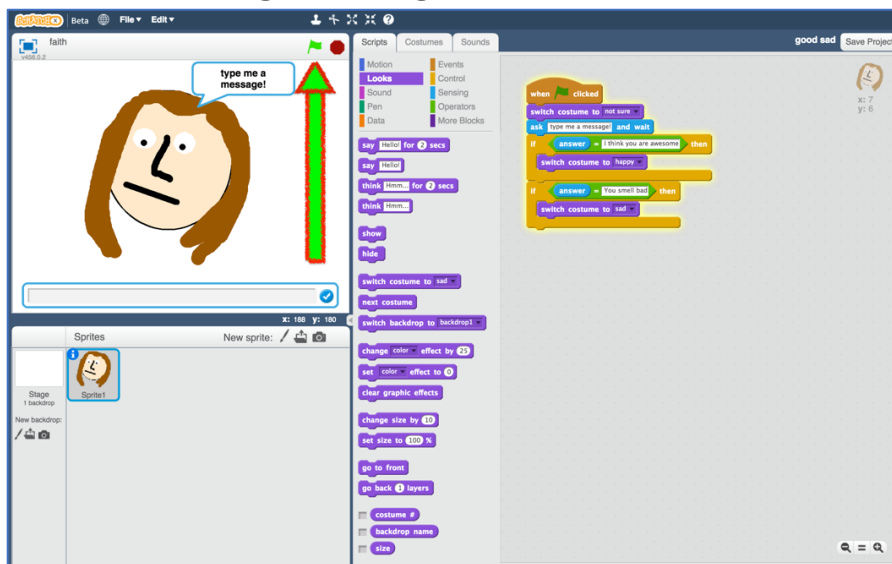 SCRATCH Beta File▾ Edit▾
faith
v456.0.2
type me a
message!
x: 188 y: 180
Sprites New sprite:
Stage
1 backdrop
New backdrop:
Sprite1
Scripts Costumes Sounds
good sad Save Project
Motion Events
Looks Control
Sound Sensing
Pen Operators
Data More Blocks
say Hello! for 2 secs
say Hello!
think Hmm... for 2 secs
think Hmm...
show
hide
switch costume to sad
next costume
switch backdrop to backdrop1
change color effect by 25
set color effect to 0
clear graphic effects
change size by 10
set size to 100 %
go to front
go back 1 layers
costume #
backdrop name
size
when clicked
switch costume to not sure
ask type me a message! and wait
if answer = I think you are awesome then
switch costume to happy
if answer = You smell bad then
switch costume to sad
x: 7
y: 6